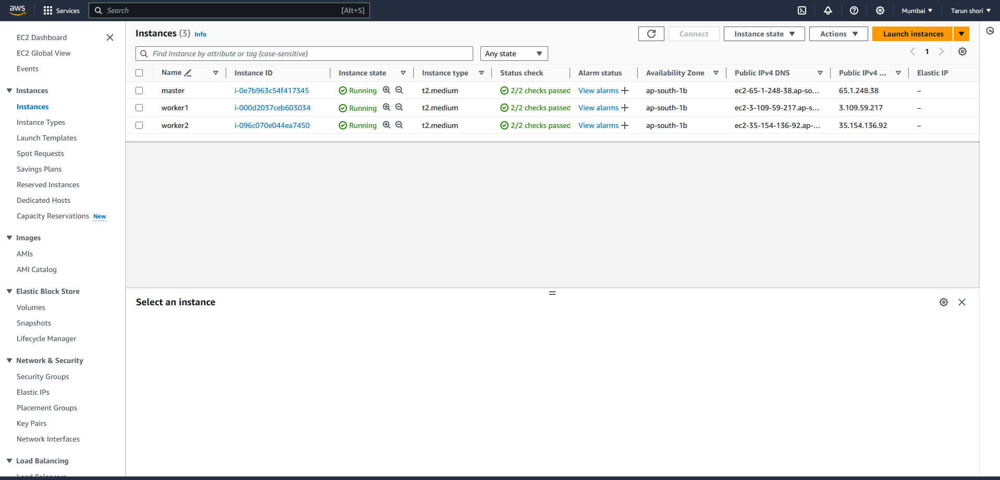 aws Services Search [Alt+S] Mumbai Tarun shori
EC2 Dashboard
EC2 Global View
Events
Instances
Instances
Instance Types
Launch Templates
Spot Requests
Savings Plans
Reserved Instances
Dedicated Hosts
Capacity Reservations New
Images
AMIs
AMI Catalog
Elastic Block Store
Volumes
Snapshots
Lifecycle Manager
Network & Security
Security Groups
Elastic IPs
Placement Groups
Key Pairs
Network Interfaces
Load Balancing
Load Balancers
Instances (3) Info Connect Instance state Actions Launch instances
Find Instance by attribute or tag (case-sensitive) Any state 1
Name Instance ID Instance state Instance type Status check Alarm status Availability Zone Public IPv4 DNS Public IPv4 ... Elastic IP
master i-0e7b963c54f417345 Running t2.medium 2/2 checks passed View alarms + ap-south-1b ec2-65-1-248-38.ap-so... 65.1.248.38 –
worker1 i-000d2037ceb603034 Running t2.medium 2/2 checks passed View alarms + ap-south-1b ec2-3-109-59-217.ap-s... 3.109.59.217 –
worker2 i-096c070e044ea7450 Running t2.medium 2/2 checks passed View alarms + ap-south-1b ec2-35-154-136-92.ap-... 35.154.136.92 –
Select an instance